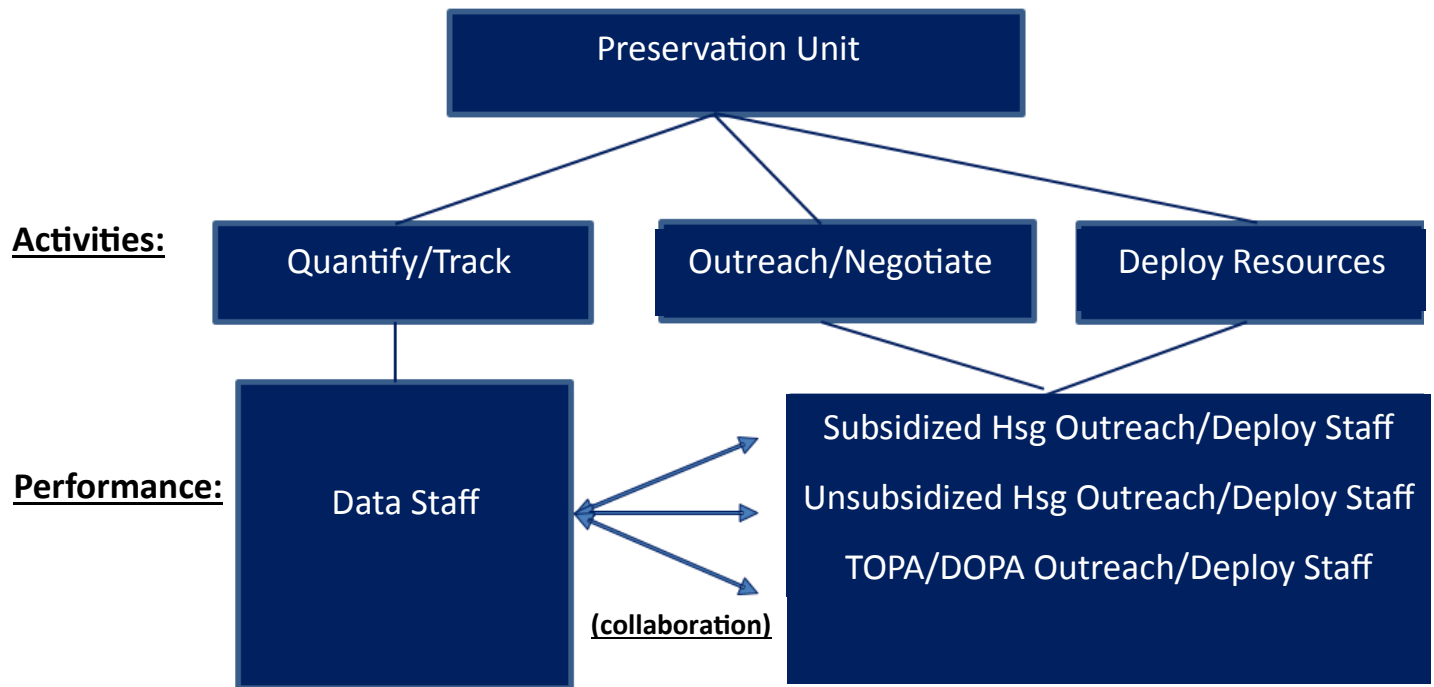 Preservation Unit
Activities:
Quantify/Track
Outreach/Negotiate
Deploy Resources
Performance:
Data Staff
Subsidized Hsg Outreach/Deploy Staff
Unsubsidized Hsg Outreach/Deploy Staff
TOPA/DOPA Outreach/Deploy Staff
(collaboration)